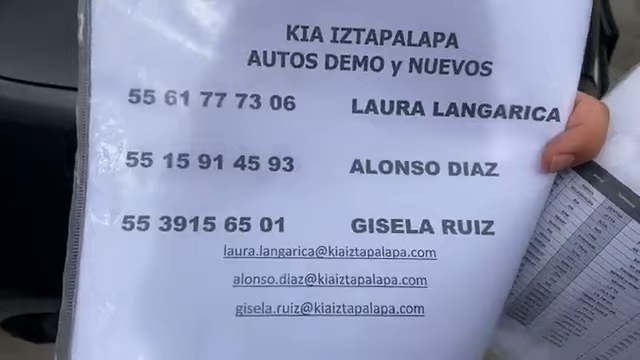 KIA IZTAPALAPA
AUTOS DEMO y NUEVOS
55 61 77 73 06 LAURA LANGARICA
55 15 91 45 93 ALONSO DIAZ
55 3915 65 01 GISELA RUIZ
laura.langarica@kiaiztapalapa.com
alonso.diaz@kiaiztapalapa.com
gisela.ruiz@kiaiztapalapa.com